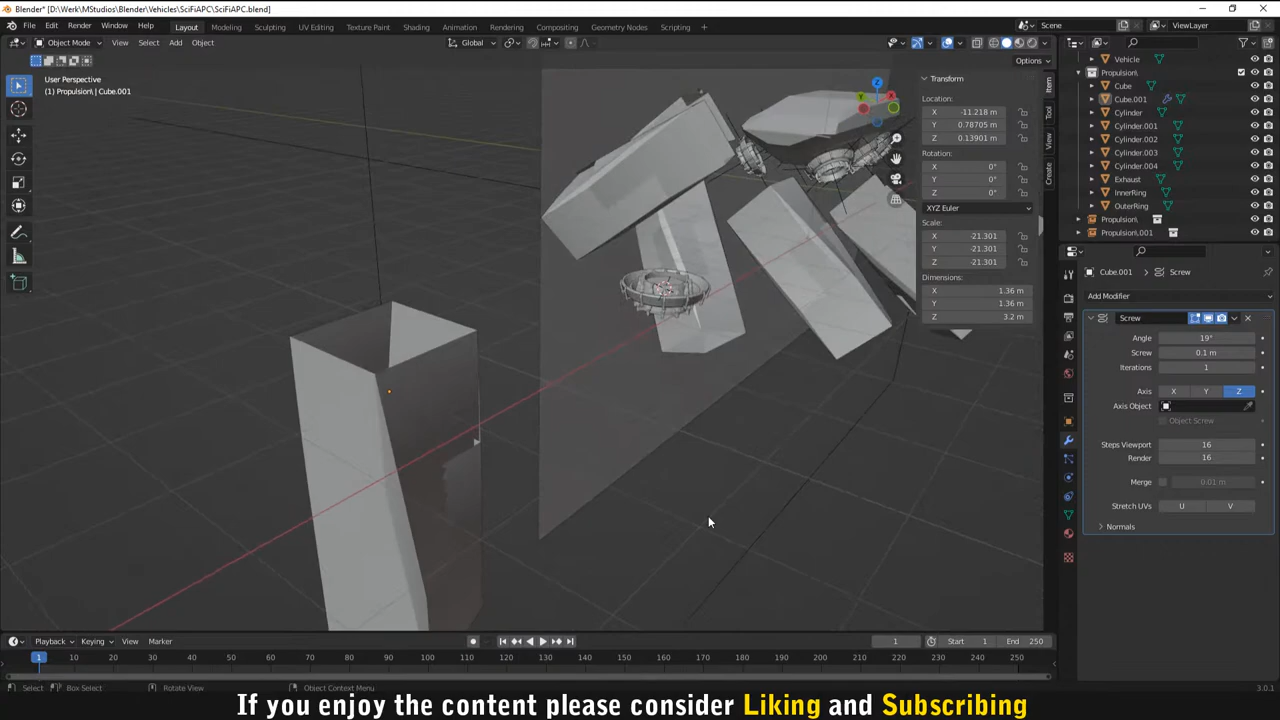 Blender* [D:\Werk\MStudios\Blender\Vehicles\SciFiAPC\SciFiAPC.blend]
File Edit Render Window Help Layout Modeling Sculpting UV Editing Texture Paint Shading Animation Rendering Compositing Geometry Nodes Scripting + Scene ViewLayer
Object Mode View Select Add Object Global
Options
User Perspective
(1) Propulsion\ | Cube.001
Transform
Location:
X -11.218 m
Y 0.78705 m
Z 0.13901 m
Rotation:
X 0°
Y 0°
Z 0°
XYZ Euler
Scale:
X -21.301
Y -21.301
Z -21.301
Dimensions:
X 1.36 m
Y 1.36 m
Z 3.2 m
Item
Tool
View
Create
Z
Y
X
Vehicle
Propulsion\
Cube
Cube.001
Cylinder
Cylinder.001
Cylinder.002
Cylinder.003
Cylinder.004
Exhaust
InnerRing
OuterRing
Propulsion\
Propulsion\.001
Cube.001 > Screw
Add Modifier
Screw
Angle 19°
Screw 0.1 m
Iterations 1
Axis X Y Z
Axis Object
Object Screw
Steps Viewport 16
Render 16
Merge 0.01 m
Stretch UVs U V
Normals
Playback Keying View Marker 1 Start 1 End 250
1 10 20 30 40 50 60 70 80 90 100 110 120 130 140 150 160 170 180 190 200 210 220 230 240 250
Select Box Select Rotate View Object Context Menu 3.0.1
If you enjoy the content please consider Liking and Subscribing